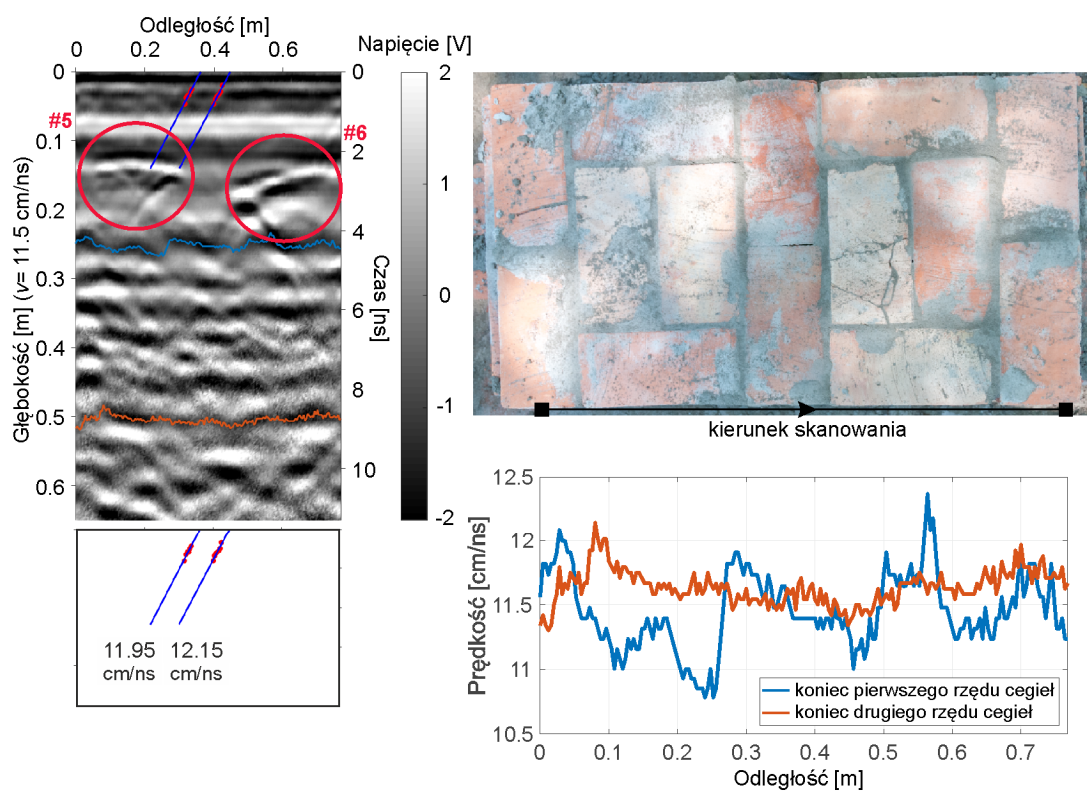 Odległość [m]
0 0.2 0.4 0.6
Napięcie [V]
0
0.1
0.2
0.3
0.4
0.5
0.6
Głębokość [m] (v= 11.5 cm/ns)
#5
#6
0
2
4
6
8
10
Czas [ns]
2
1
0
-1
-2
11.95
cm/ns
12.15
cm/ns
kierunek skanowania
12.5
12
11.5
11
10.5
Prędkość [cm/ns]
koniec pierwszego rzędu cegieł
koniec drugiego rzędu cegieł
0 0.1 0.2 0.3 0.4 0.5 0.6 0.7
Odległość [m]